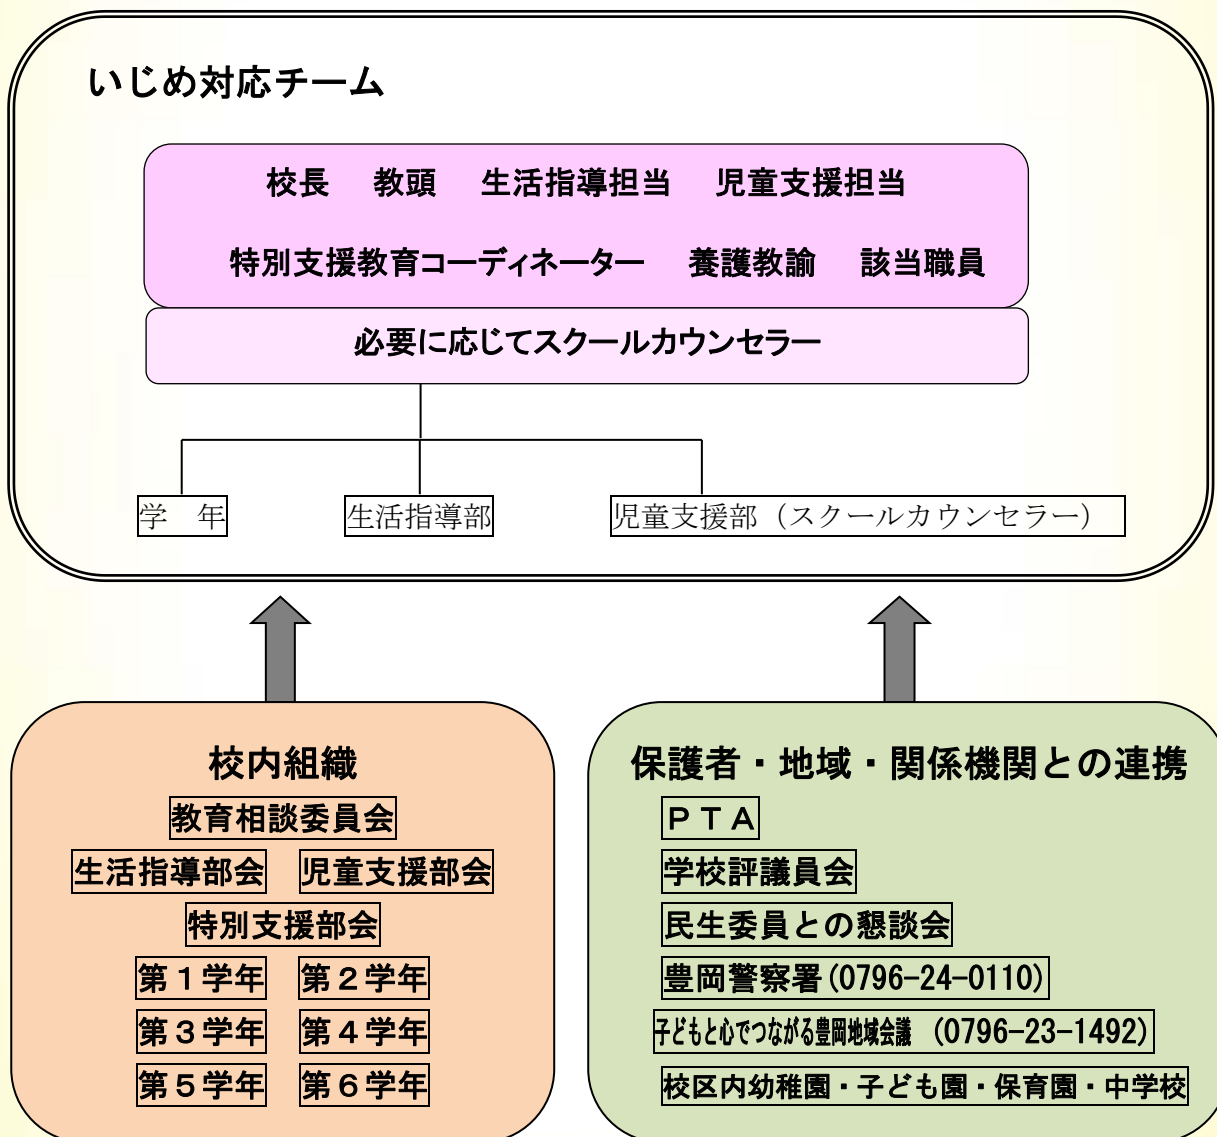 いじめ対応チーム
校長　教頭　生活指導担当　児童支援担当
特別支援教育コーディネーター　養護教諭　該当職員
必要に応じてスクールカウンセラー
学　年　生活指導部　児童支援部（スクールカウンセラー）
校内組織
教育相談委員会
生活指導部会　児童支援部会
特別支援部会
第１学年　第２学年
第３学年　第４学年
第５学年　第６学年
保護者・地域・関係機関との連携
ＰＴＡ
学校評議員会
民生委員との懇談会
豊岡警察署(0796-24-0110)
子どもと心でつながる豊岡地域会議　(0796-23-1492)
校区内幼稚園・子ども園・保育園・中学校